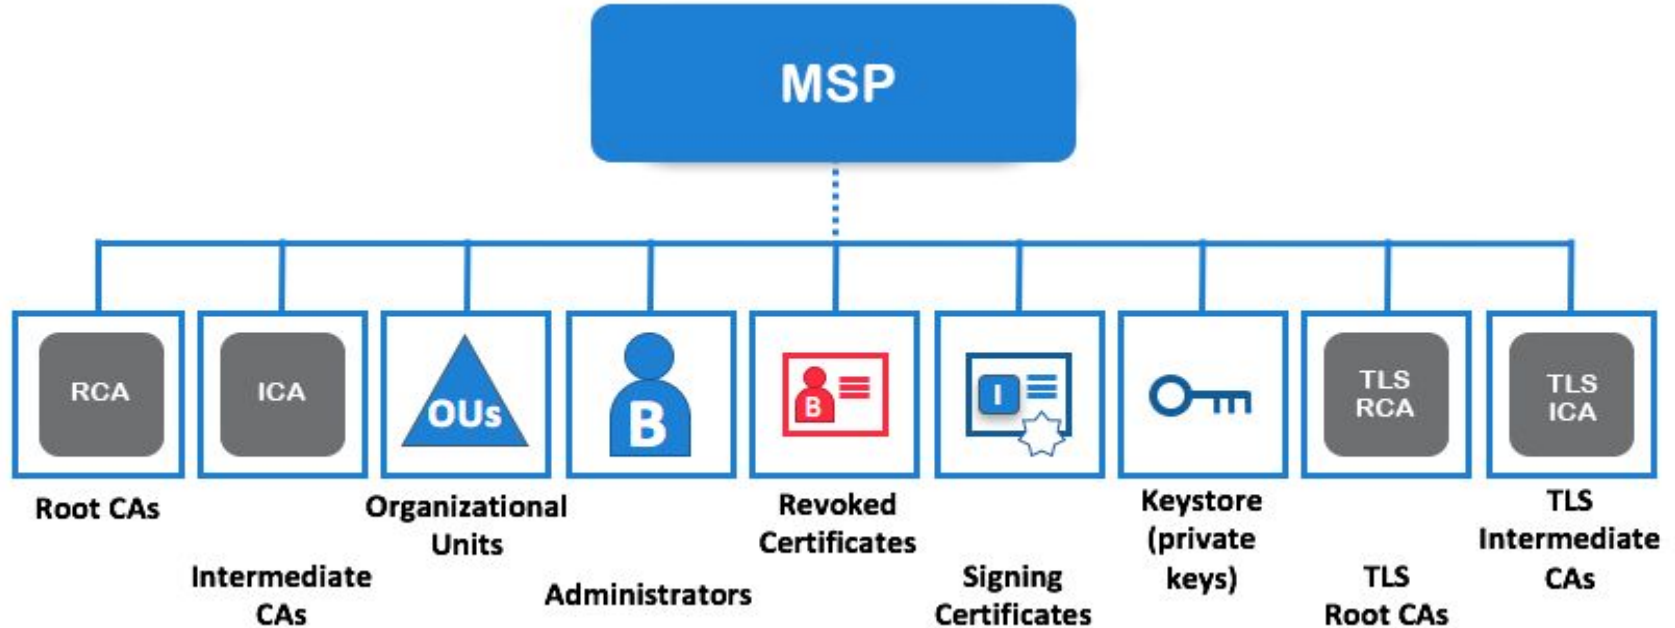 MSP
RCA
ICA
OUs
B
B
I
TLS
RCA
TLS
ICA
Root CAs
Intermediate
CAs
Organizational
Units
Administrators
Revoked
Certificates
Signing
Certificates
Keystore
(private
keys)
TLS
Root CAs
TLS
Intermediate
CAs